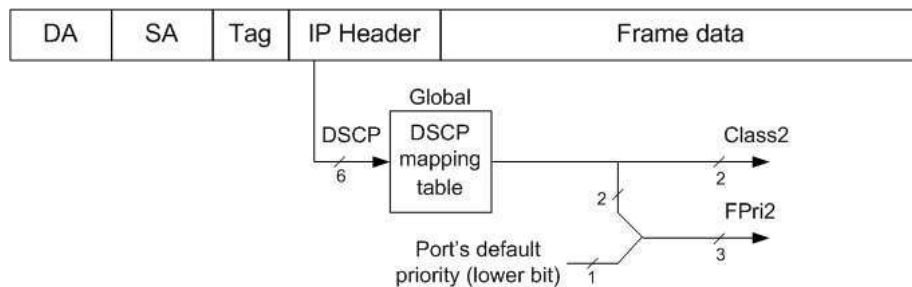 DA SA Tag IP Header Frame data
Global
DSCP
6
DSCP
mapping
table
Class2
2
2
FPri2
3
Port's default
priority (lower bit)
1